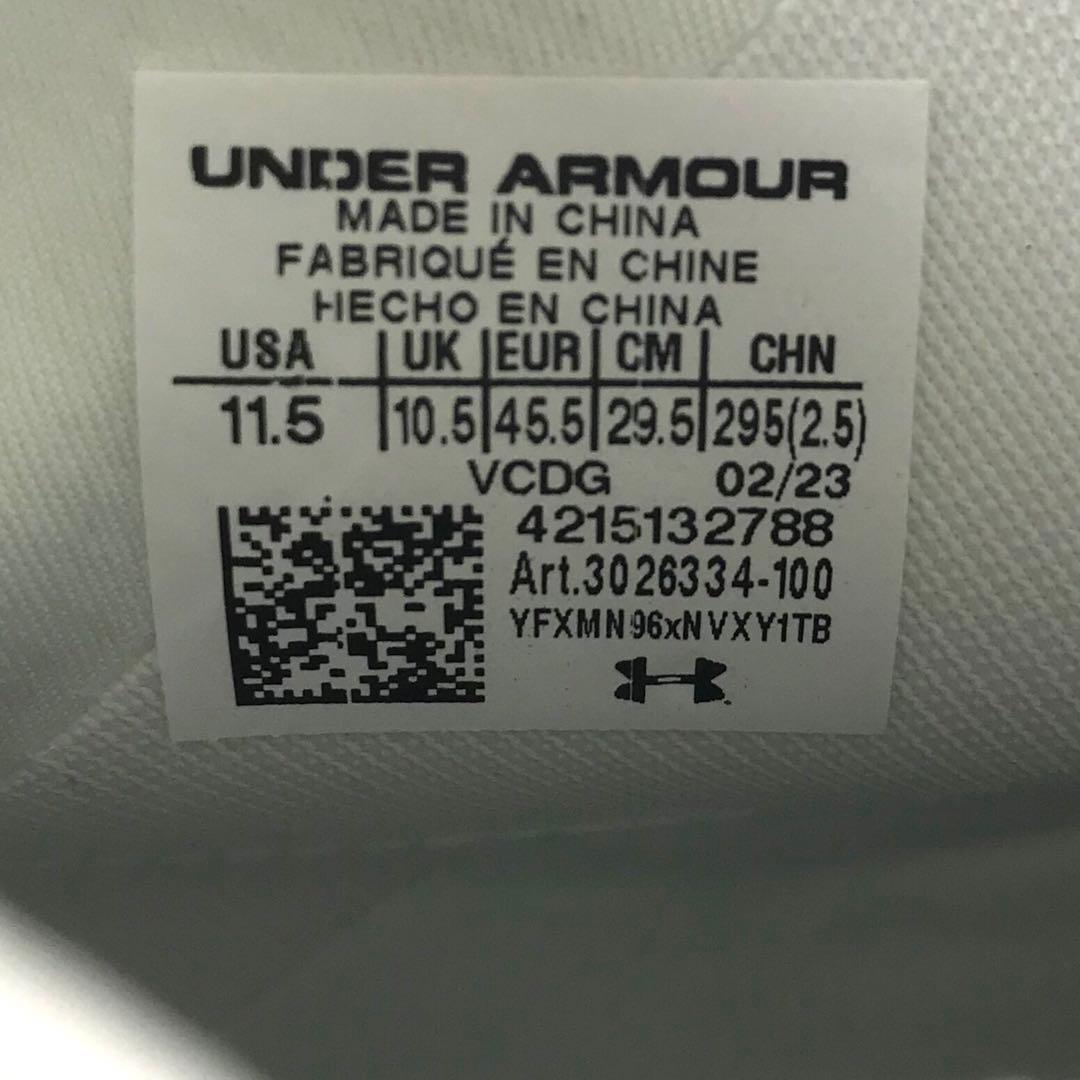 UNDER ARMOUR
MADE IN CHINA
FABRIQUÉ EN CHINE
HECHO EN CHINA
USA | UK | EUR | CM | CHN
11.5 | 10.5 | 45.5 | 29.5 | 295(2.5)
VCDG 02/23
4215132788
Art.3026334-100
YFXMN96xNVXY1TB